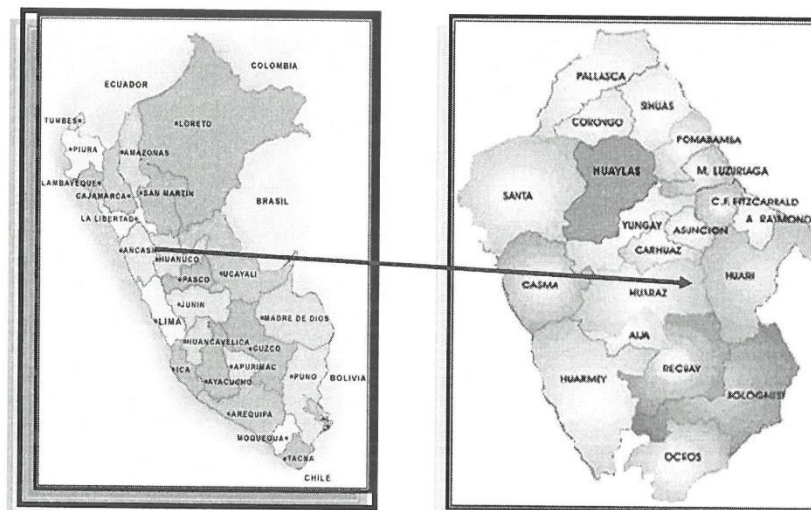 COLOMBIA
ECUADOR
TUMBES
LORETO
PIURA
AMAZONAS
LAMBAYEQUE
CAJAMARCA
SAN MARTIN
LA LIBERTAD
BRASIL
ANCASH
HUANUCO
UCAYALI
PASCO
JUNIN
LIMA
MADRE DE DIOS
HUANCAVELICA
CUZCO
ICA
APURIMAC
PUNO
BOLIVIA
AYACUCHO
AREQUIPA
MOQUEGUA
TACNA
CHILE
PALLASCA
SIHUAS
CORONGO
POMABAMBA
HUAYLAS
M. LUZURIAGA
SANTA
C.F. FITZCARRALD
A. RAYMOND
YUNGAY
ASUNCION
CARHUAZ
CASMA
HUARAZ
HUARI
AIJA
HUARMEY
RECUAY
BOLOGNESI
OCROS